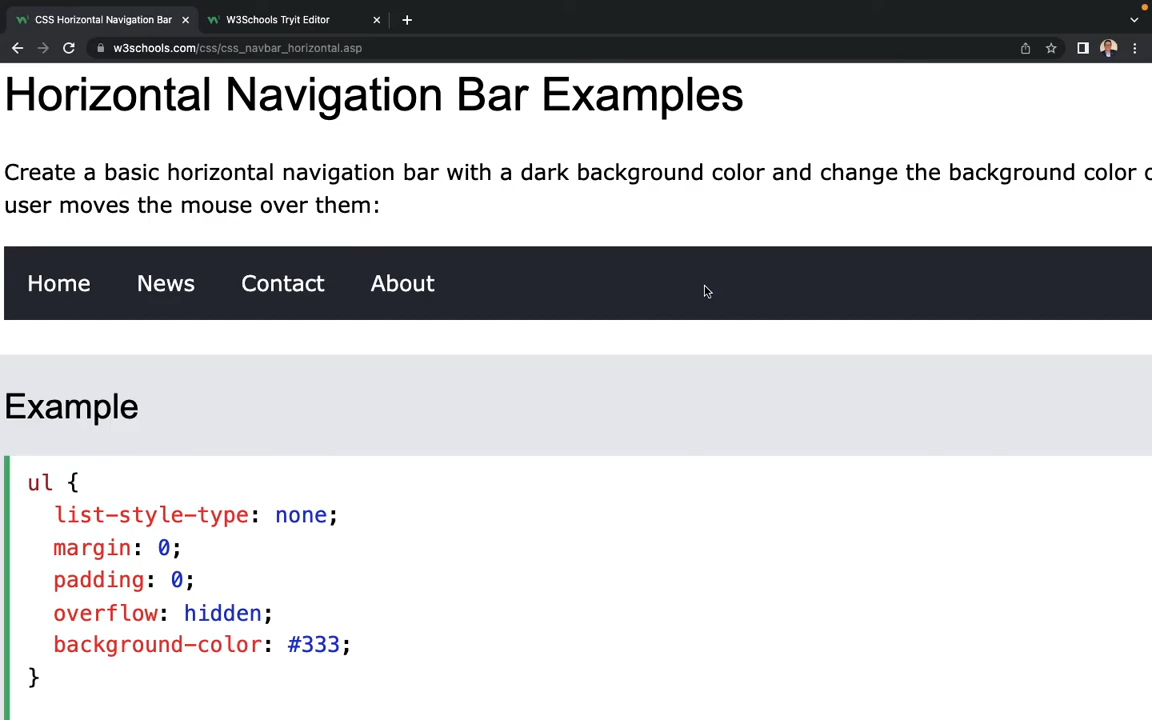 CSS Horizontal Navigation Bar
W3Schools Tryit Editor
w3schools.com/css/css_navbar_horizontal.asp
Horizontal Navigation Bar Examples
Create a basic horizontal navigation bar with a dark background color and change the background color
user moves the mouse over them:
Home News Contact About
Example
ul {
list-style-type: none;
margin: 0;
padding: 0;
overflow: hidden;
background-color: #333;
}